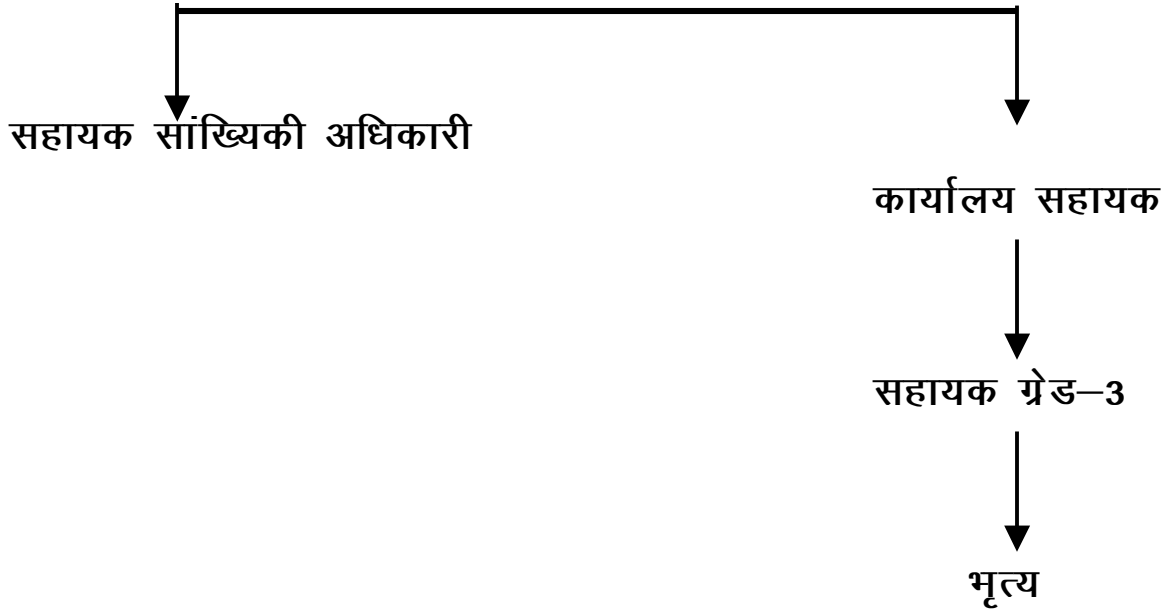 सहायक सांख्यिकी अधिकारी
कार्यालय सहायक
सहायक ग्रेड–3
भृत्य